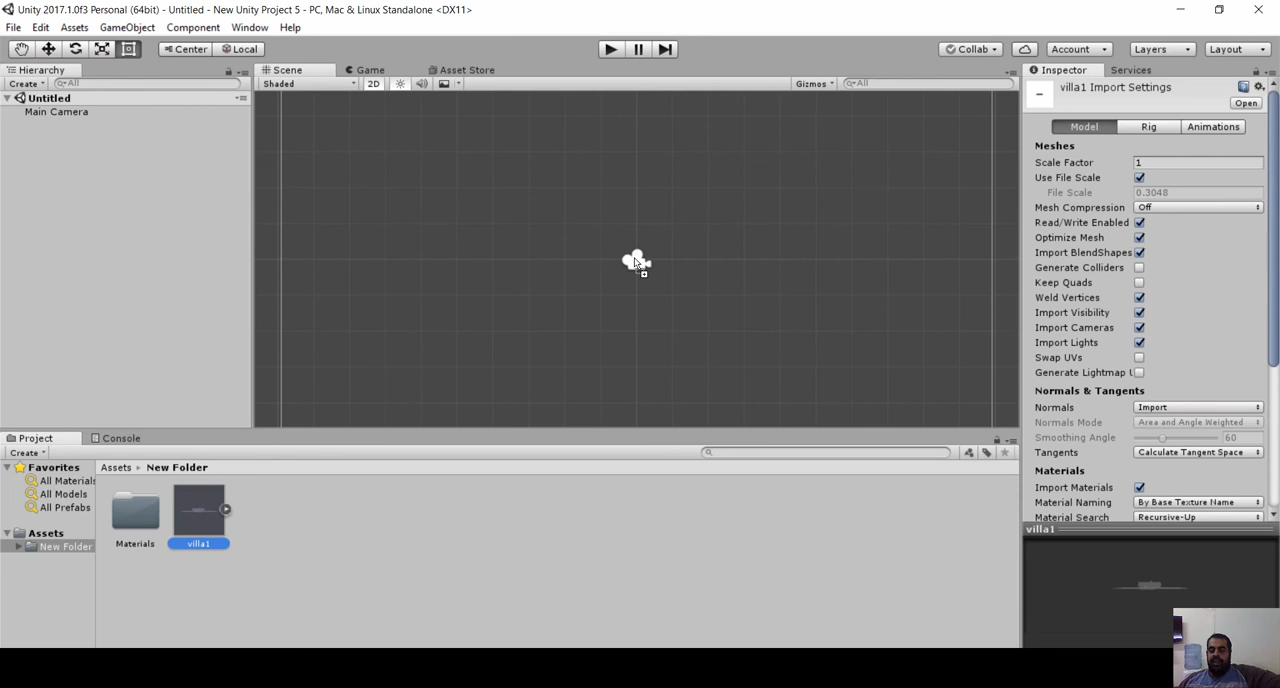 Unity 2017.1.0f3 Personal (64bit) - Untitled - New Unity Project 5 - PC, Mac & Linux Standalone <DX11>
File Edit Assets GameObject Component Window Help
Center Local Collab Account Layers Layout
Hierarchy Scene Game Asset Store Inspector Services
Create All Shaded 2D Gizmos All
Untitled
Main Camera
villa1 Import Settings
Open
Model Rig Animations
Meshes
Scale Factor 1
Use File Scale
File Scale 0.3048
Mesh Compression Off
Read/Write Enabled
Optimize Mesh
Import BlendShapes
Generate Colliders
Keep Quads
Weld Vertices
Import Visibility
Import Cameras
Import Lights
Swap UVs
Generate Lightmap U
Normals & Tangents
Normals Import
Normals Mode Area and Angle Weighted
Smoothing Angle 60
Tangents Calculate Tangent Space
Materials
Import Materials
Material Naming By Base Texture Name
Material Search Recursive-Up
villa1
Project Console
Create
Favorites
All Materials
All Models
All Prefabs
Assets
New Folder
Assets New Folder
Materials villa1